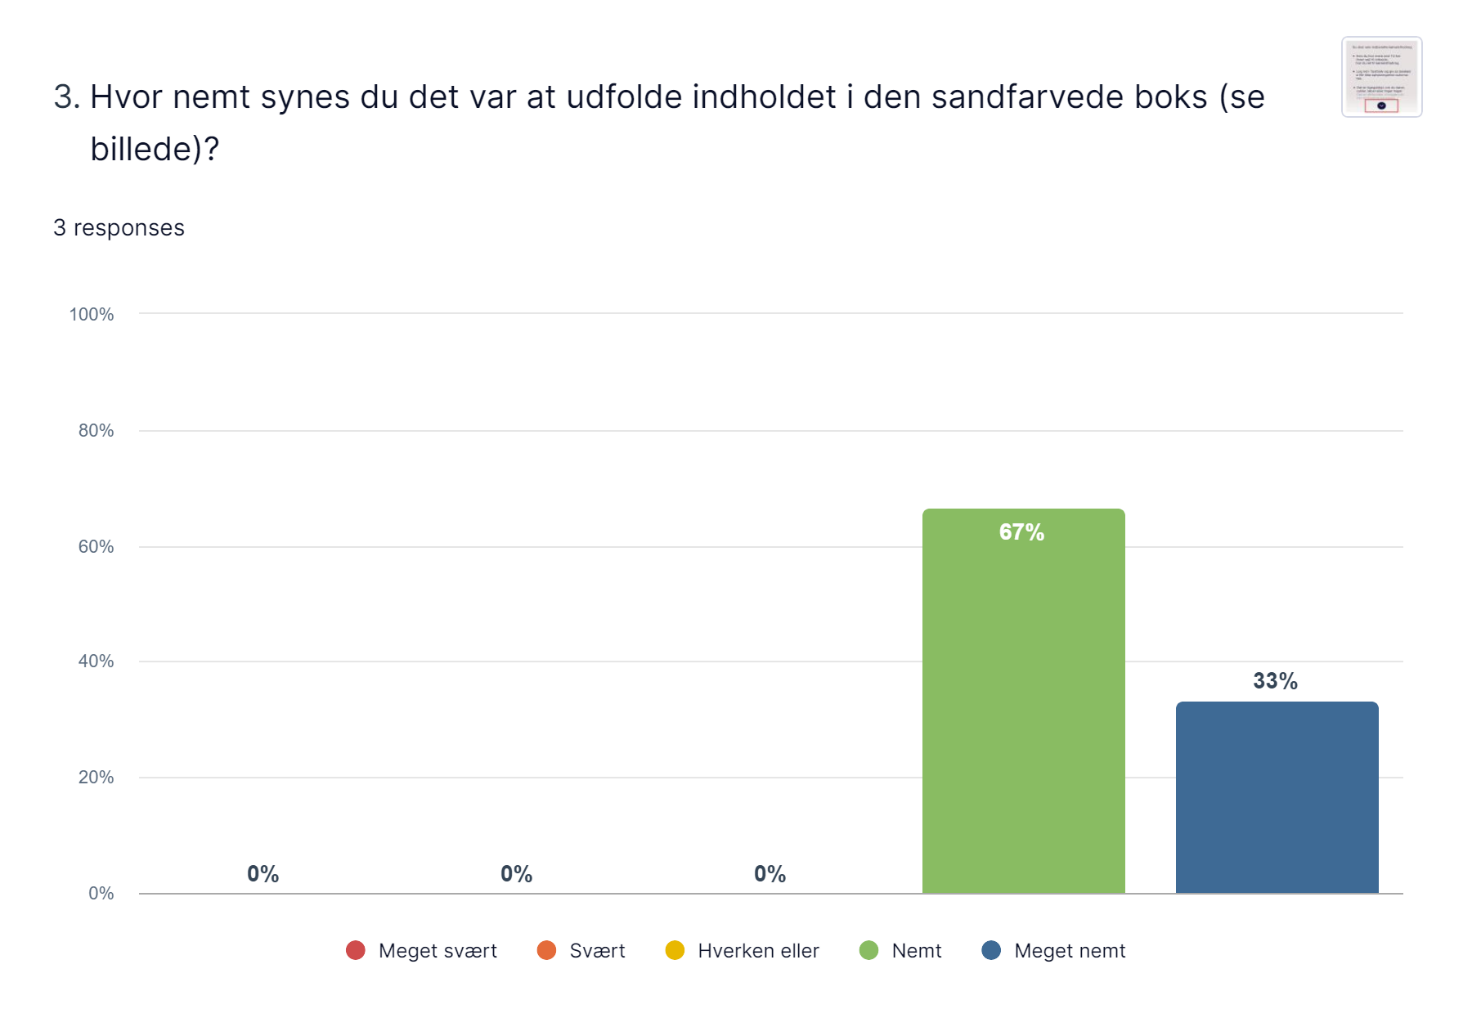 3. Hvor nemt synes du det var at udfolde indholdet i den sandfarvede boks (se
billede)?
3 responses
100%
80%
60%
40%
20%
0%
0%
0%
0%
67%
33%
Meget svært
Svært
Hverken eller
Nemt
Meget nemt